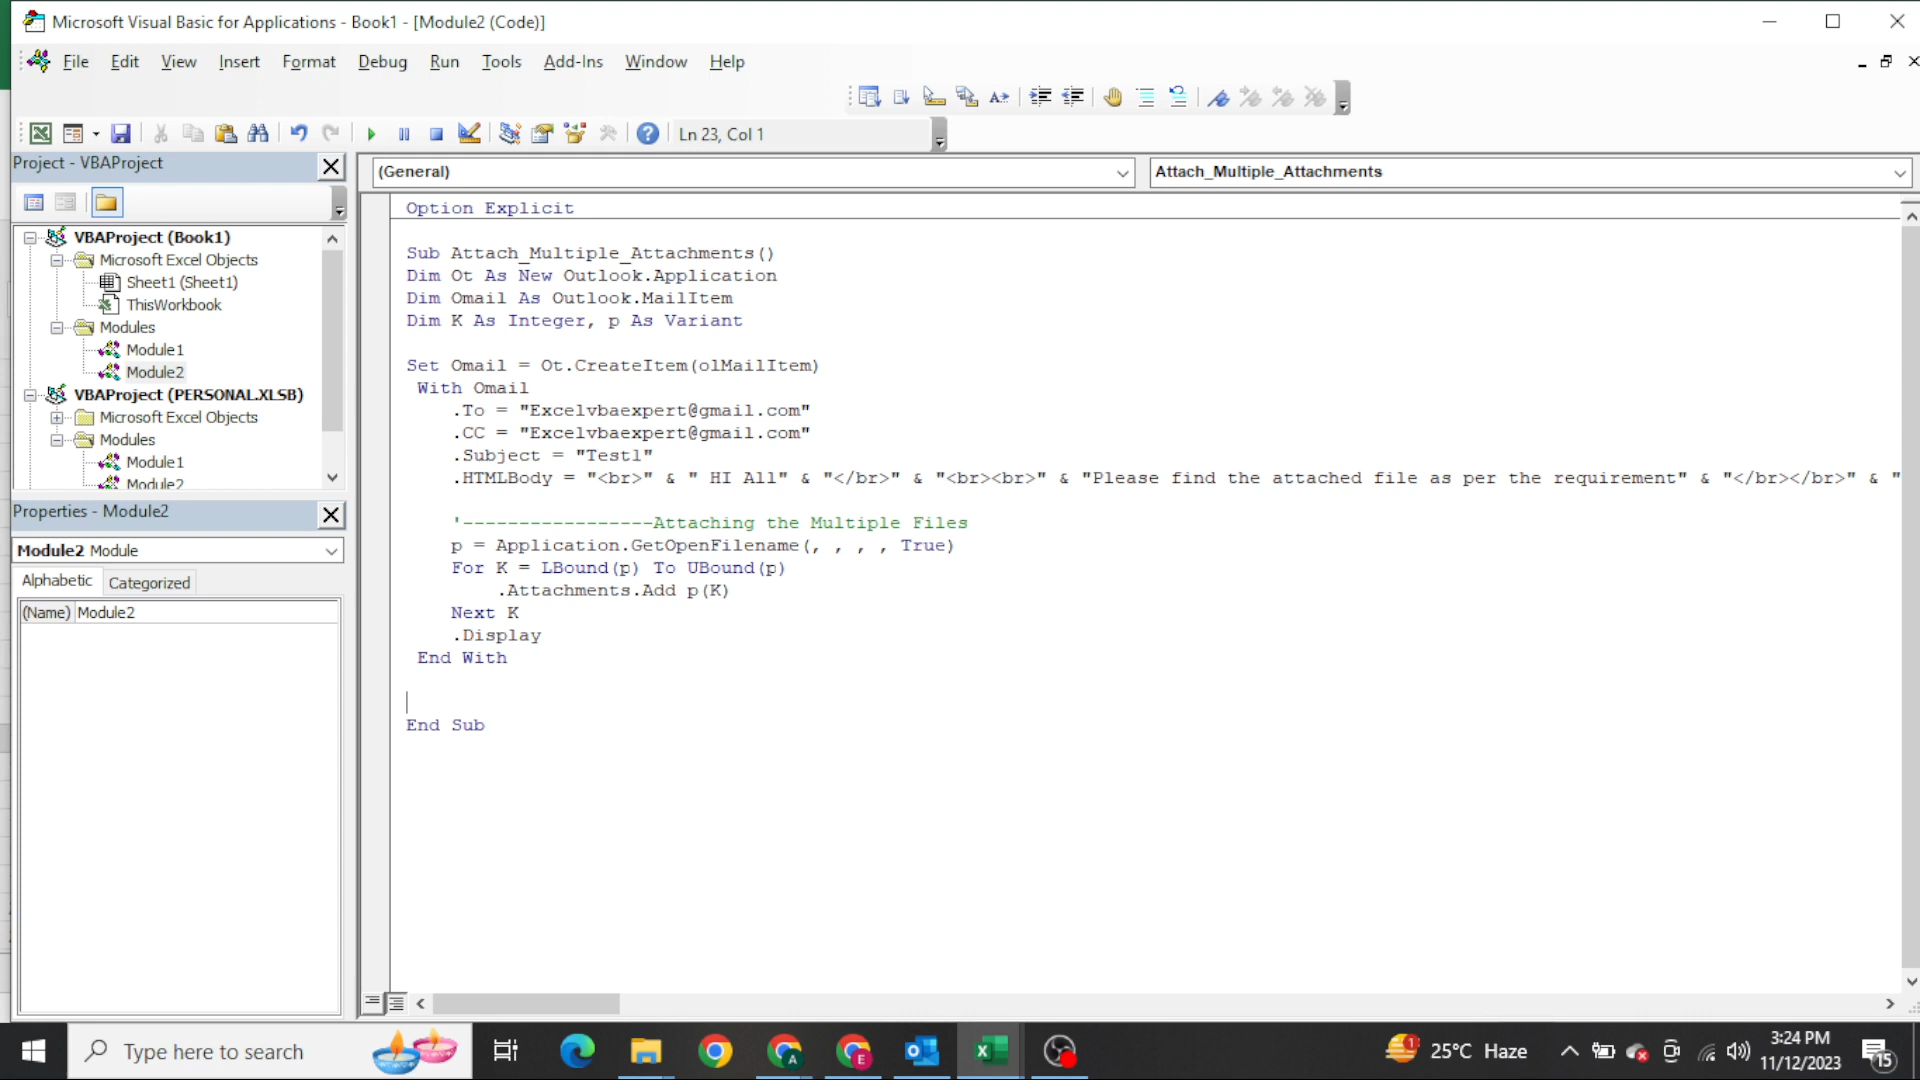 Microsoft Visual Basic for Applications - Book1 - [Module2 (Code)]
File Edit View Insert Format Debug Run Tools Add-Ins Window Help
Ln 23, Col 1
Project - VBAProject
(General)
Attach_Multiple_Attachments
VBAProject (Book1)
Microsoft Excel Objects
Sheet1 (Sheet1)
ThisWorkbook
Modules
Module1
Module2
VBAProject (PERSONAL.XLSB)
Microsoft Excel Objects
Modules
Module1
Module2
Properties - Module2
Module2 Module
Alphabetic Categorized
(Name) Module2
Option Explicit
Sub Attach_Multiple_Attachments()
Dim Ot As New Outlook.Application
Dim Omail As Outlook.MailItem
Dim K As Integer, p As Variant
Set Omail = Ot.CreateItem(olMailItem)
With Omail
.To = "Excelvbaexpert@gmail.com"
.CC = "Excelvbaexpert@gmail.com"
.Subject = "Test1"
.HTMLBody = "<br>" & " HI All" & "</br>" & "<br><br>" & "Please find the attached file as per the requirement" & "</br></br>" & "
'-----------------Attaching the Multiple Files
p = Application.GetOpenFilename(, , , , True)
For K = LBound(p) To UBound(p)
.Attachments.Add p(K)
Next K
.Display
End With
End Sub
Type here to search
A
E
1
25°C Haze
3:24 PM
11/12/2023
15